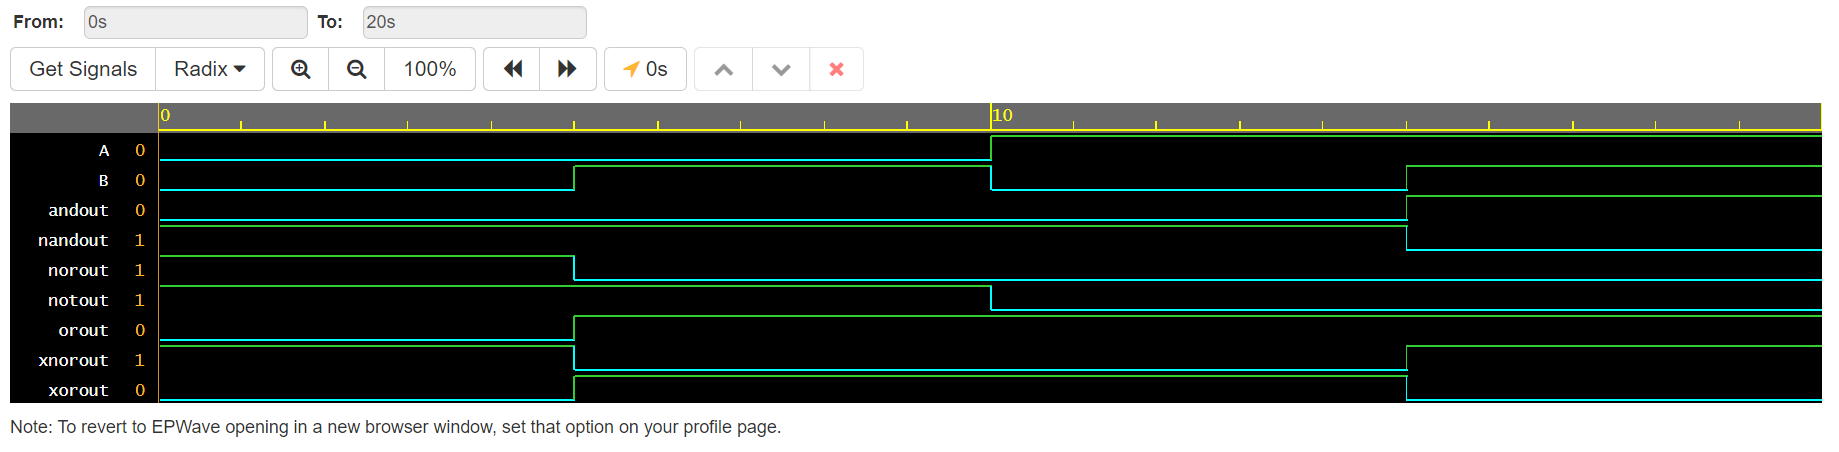 From: 0s To: 20s
Get Signals Radix 100% 0s
0 10
A 0
B 0
andout 0
nandout 1
norout 1
notout 1
orout 0
xnorout 1
xorout 0
Note: To revert to EPWave opening in a new browser window, set that option on your profile page.